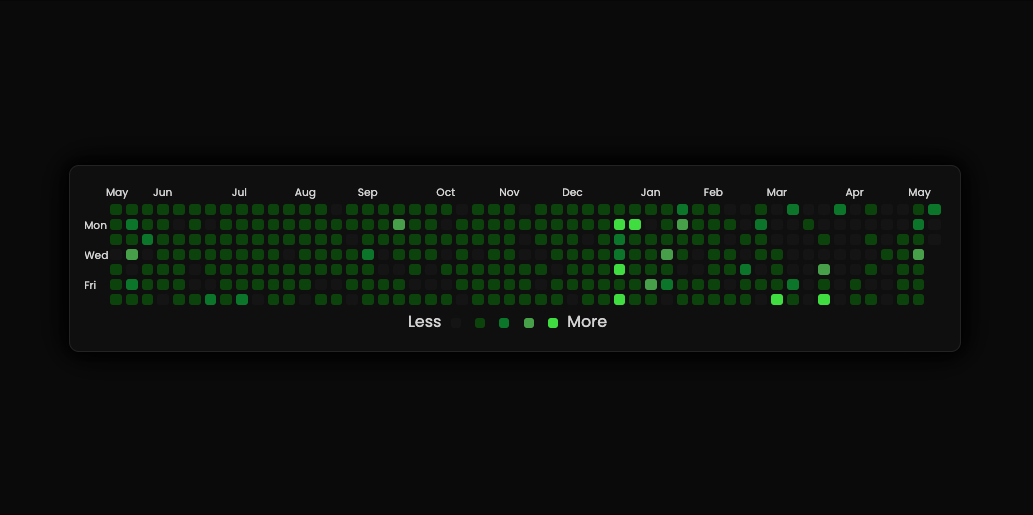 May Jun Jul Aug Sep Oct Nov Dec Jan Feb Mar Apr May
Mon
Wed
Fri
Less More